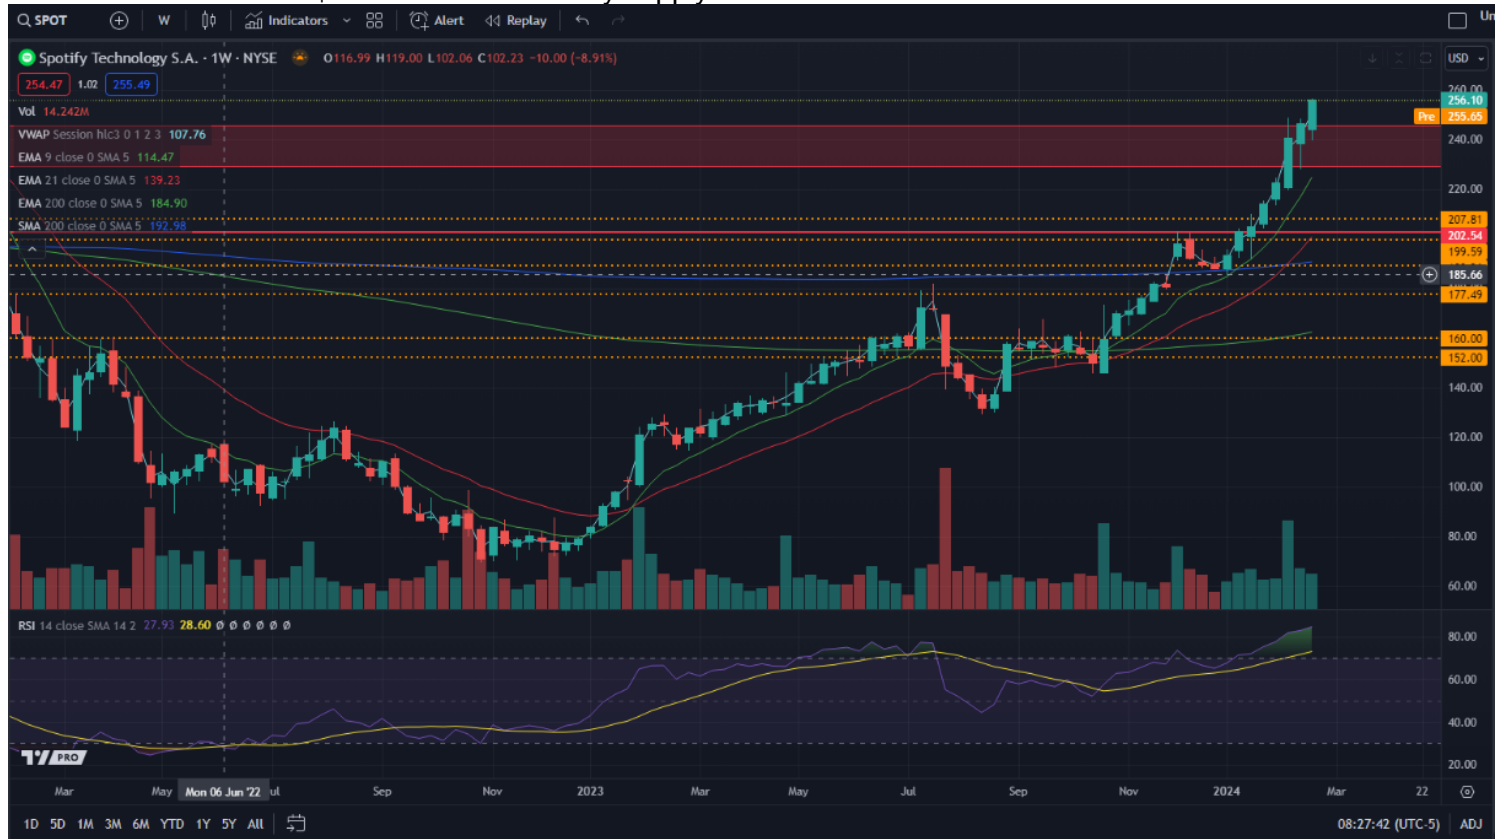 SPOT W Indicators Alert Replay Un
Spotify Technology S.A. · 1W · NYSE O116.99 H119.00 L102.06 C102.23 −10.00 (−8.91%) USD
254.47 1.02 255.49
Vol 14.242M
VWAP Session hlc3 0 1 2 3 107.76
EMA 9 close 0 SMA 5 114.47
EMA 21 close 0 SMA 5 139.23
EMA 200 close 0 SMA 5 184.90
SMA 200 close 0 SMA 5 192.98
260.00
256.10
Pre 255.65
240.00
220.00
207.81
202.54
199.59
185.66
177.49
160.00
152.00
140.00
120.00
100.00
80.00
60.00
RSI 14 close SMA 14 2 27.93 28.60 Ø Ø Ø Ø Ø Ø
80.00
60.00
40.00
20.00
PRO
Mar May Mon 06 Jun '22 ul Sep Nov 2023 Mar May Jul Sep Nov 2024 Mar 22
1D 5D 1M 3M 6M YTD 1Y 5Y All 08:27:42 (UTC-5) ADJ